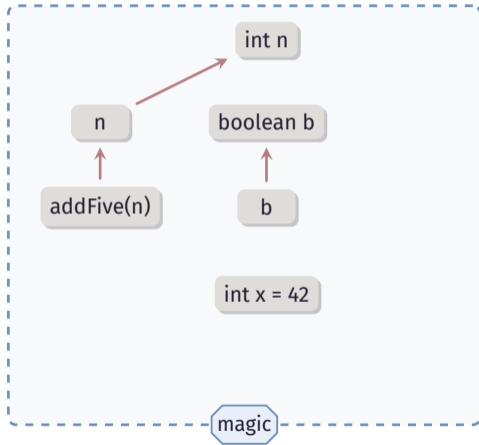 int n
n
boolean b
addFive(n)
b
int x = 42
magic